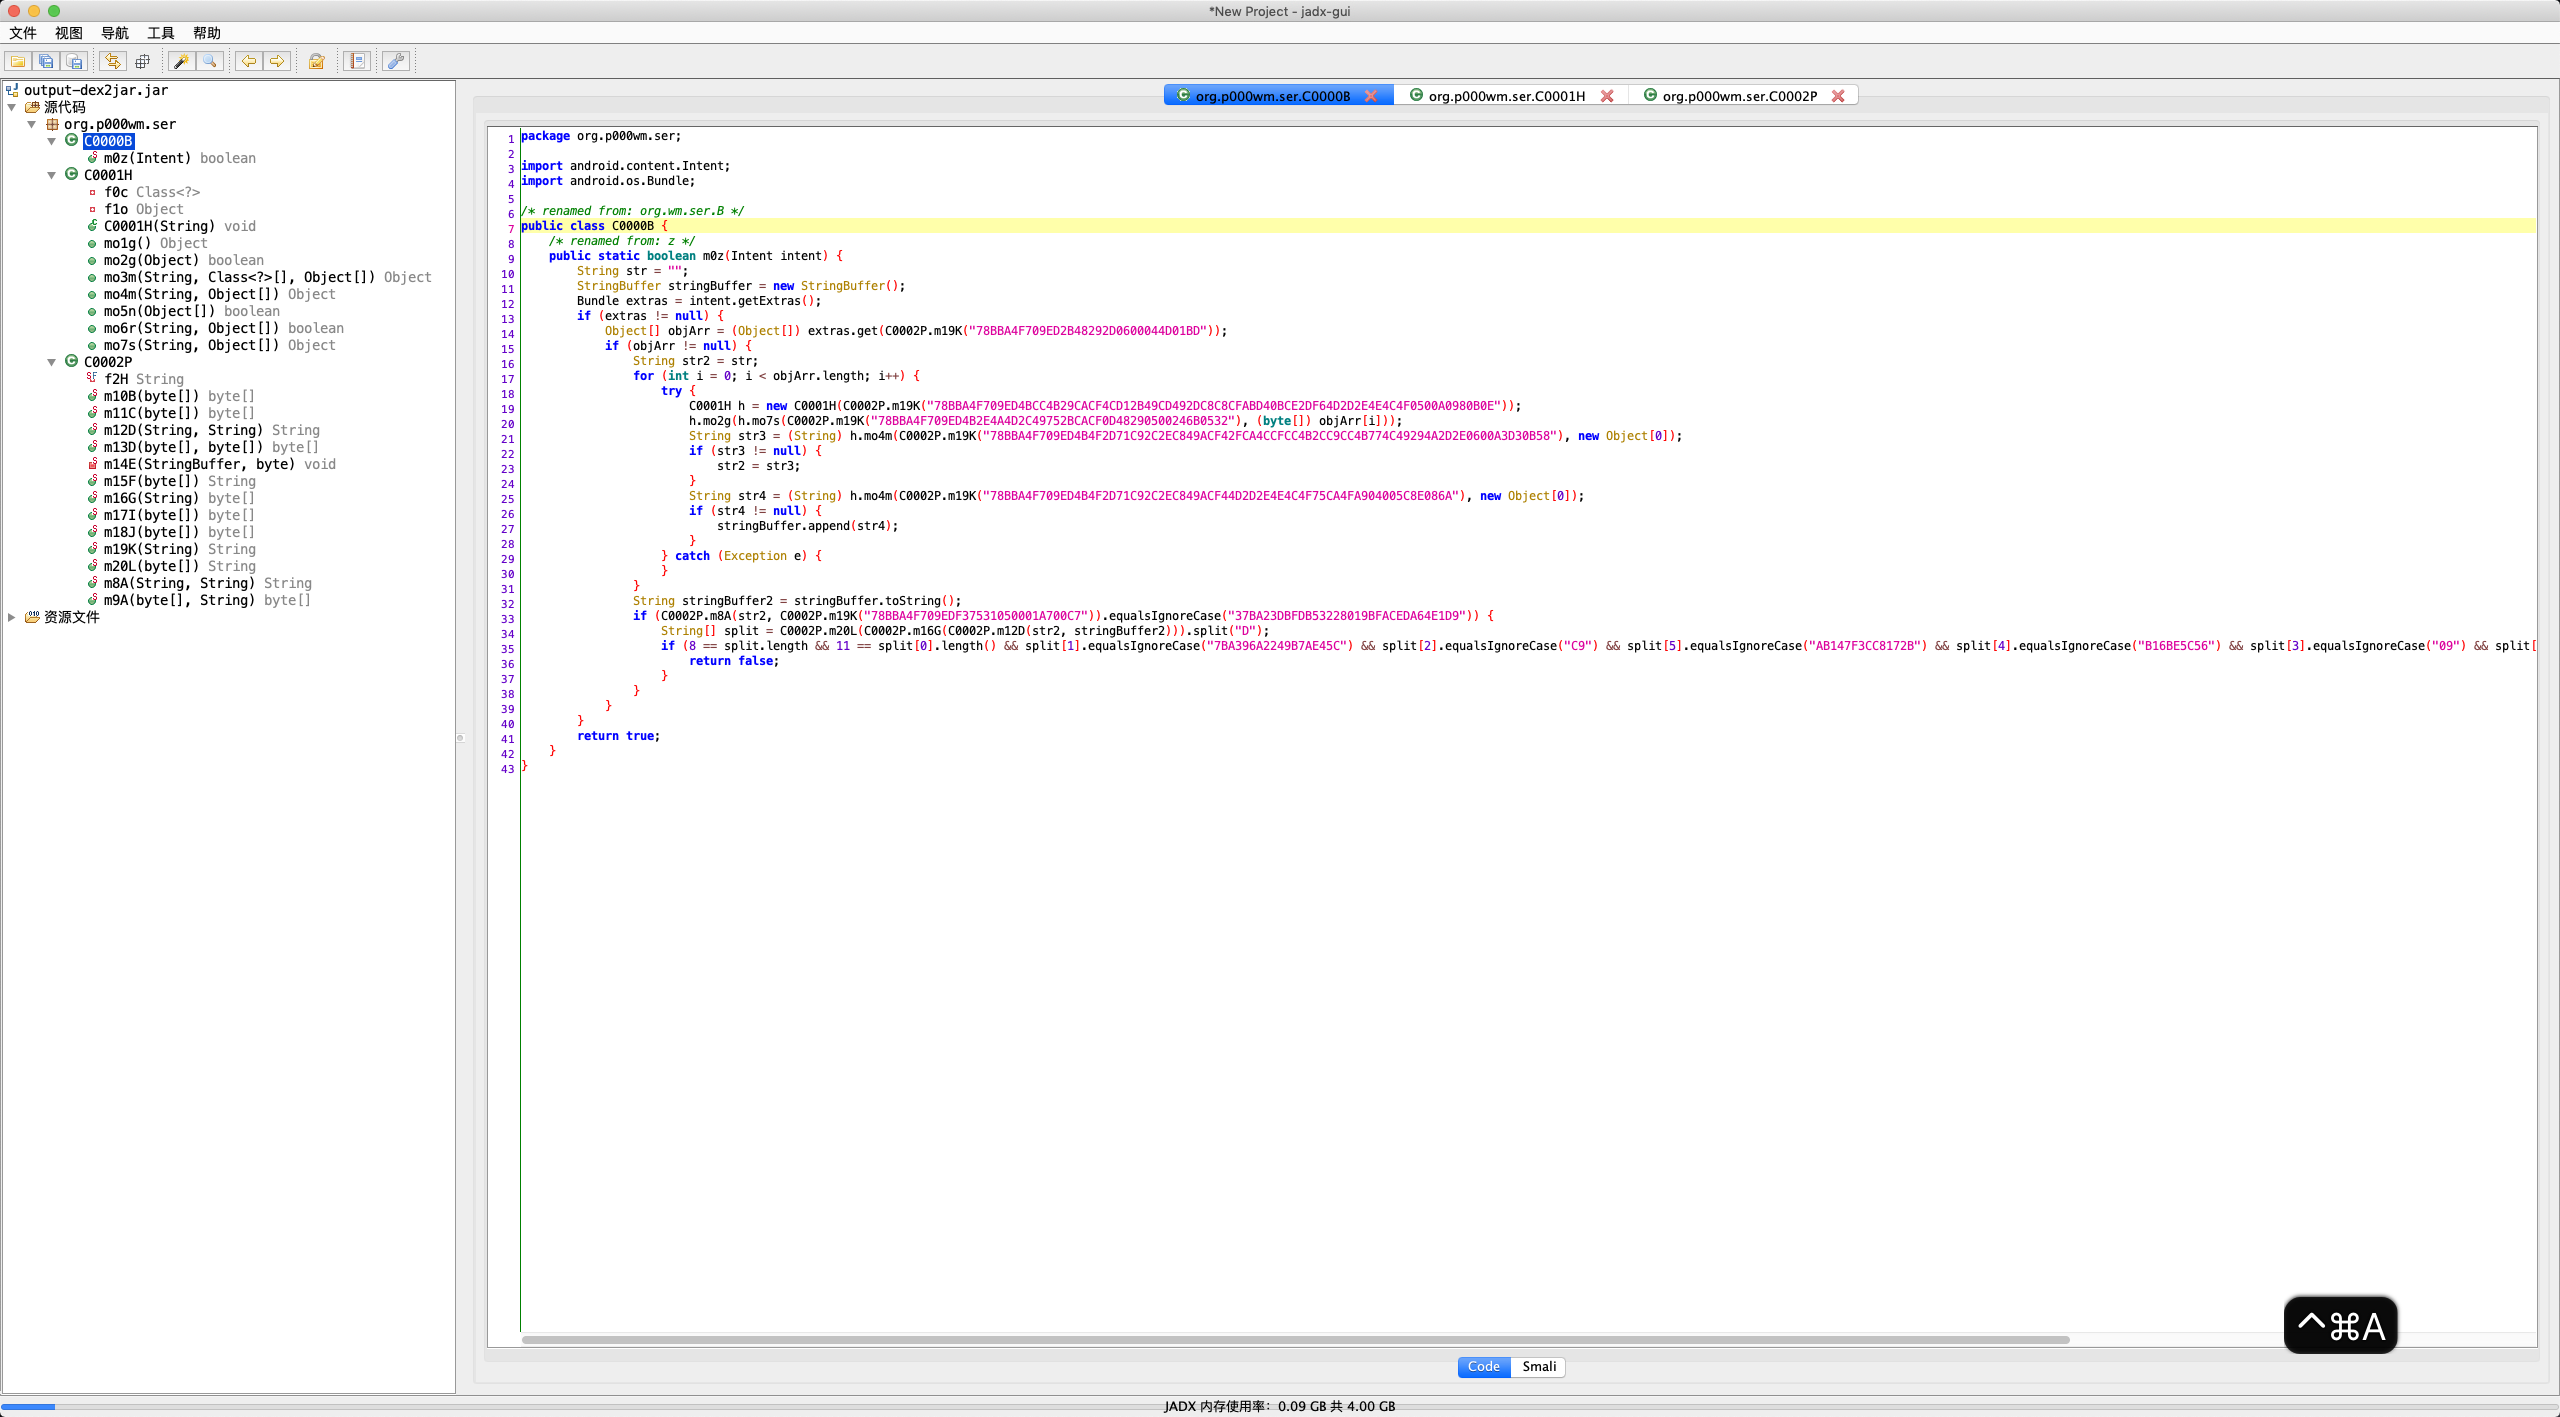 *New Project - jadx-gui
文件 视图 导航 工具 帮助
output-dex2jar.jar
源代码
org.p000wm.ser
C0000B
m0z(Intent) boolean
C0001H
f0c Class<?>
f1o Object
C0001H(String) void
mo1g() Object
mo2g(Object) boolean
mo3m(String, Class<?>[], Object[]) Object
mo4m(String, Object[]) Object
mo5n(Object[]) boolean
mo6r(String, Object[]) boolean
mo7s(String, Object[]) Object
C0002P
f2H String
m10B(byte[]) byte[]
m11C(byte[]) byte[]
m12D(String, String) String
m13D(byte[], byte[]) byte[]
m14E(StringBuffer, byte) void
m15F(byte[]) String
m16G(String) byte[]
m17I(byte[]) byte[]
m18J(byte[]) byte[]
m19K(String) String
m20L(byte[]) String
m8A(String, String) String
m9A(byte[], String) byte[]
资源文件
org.p000wm.ser.C0000B org.p000wm.ser.C0001H org.p000wm.ser.C0002P
1 package org.p000wm.ser;
2
3 import android.content.Intent;
4 import android.os.Bundle;
5
6 /* renamed from: org.wm.ser.B */
7 public class C0000B {
8 /* renamed from: z */
9 public static boolean m0z(Intent intent) {
10 String str = "";
11 StringBuffer stringBuffer = new StringBuffer();
12 Bundle extras = intent.getExtras();
13 if (extras != null) {
14 Object[] objArr = (Object[]) extras.get(C0002P.m19K("78BBA4F709ED2B48292D0600044D01BD"));
15 if (objArr != null) {
16 String str2 = str;
17 for (int i = 0; i < objArr.length; i++) {
18 try {
19 C0001H h = new C0001H(C0002P.m19K("78BBA4F709ED4BCC4B29CACF4CD12B49CD492DC8C8CFABD40BCE2DF64D2D2E4E4C4F0500A0980B0E"));
20 h.mo2g(h.mo7s(C0002P.m19K("78BBA4F709ED4B2E4A4D2C49752BCACF0D48290500246B0532"), (byte[]) objArr[i]));
21 String str3 = (String) h.mo4m(C0002P.m19K("78BBA4F709ED4B4F2D71C92C2EC849ACF42FCA4CCFCC4B2CC9CC4B774C49294A2D2E0600A3D30B58"), new Object[0]);
22 if (str3 != null) {
23 str2 = str3;
24 }
25 String str4 = (String) h.mo4m(C0002P.m19K("78BBA4F709ED4B4F2D71C92C2EC849ACF44D2D2E4E4C4F75CA4FA904005C8E086A"), new Object[0]);
26 if (str4 != null) {
27 stringBuffer.append(str4);
28 }
29 } catch (Exception e) {
30 }
31 }
32 String stringBuffer2 = stringBuffer.toString();
33 if (C0002P.m8A(str2, C0002P.m19K("78BBA4F709EDF37531050001A700C7")).equalsIgnoreCase("37BA23DBFDB53228019BFACEDA64E1D9")) {
34 String[] split = C0002P.m20L(C0002P.m16G(C0002P.m12D(str2, stringBuffer2))).split("D");
35 if (8 == split.length && 11 == split[0].length() && split[1].equalsIgnoreCase("7BA396A2249B7AE45C") && split[2].equalsIgnoreCase("C9") && split[5].equalsIgnoreCase("AB147F3CC8172B") && split[4].equalsIgnoreCase("B16BE5C56") && split[3].equalsIgnoreCase("09") && split[
36 return false;
37 }
38 }
39 }
40 }
41 return true;
42 }
43 }
^⌘A
Code Smali
JADX 内存使用率：0.09 GB 共 4.00 GB